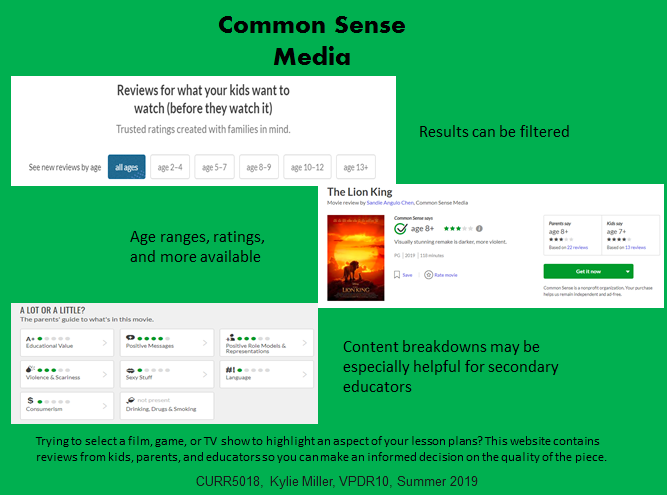 Common Sense
Media
Reviews for what your kids want to
watch (before they watch it)
Trusted ratings created with families in mind.
See new reviews by age
all ages
age 2–4
age 5–7
age 8–9
age 10–12
age 13+
Results can be filtered
The Lion King
Movie review by Sandie Angulo Chen, Common Sense Media
Common Sense says
age 8+
Visually stunning remake is darker, more violent.
PG | 2019 | 118 minutes
Save
Rate movie
Parents say
age 8+
Based on 22 reviews
Kids say
age 7+
Based on 13 reviews
Get it now
Common Sense is a nonprofit organization. Your purchase
helps us remain independent and ad-free.
THE LION KING
Age ranges, ratings,
and more available
A LOT OR A LITTLE?
The parents' guide to what's in this movie.
A+
Educational Value
Positive Messages
Positive Role Models &
Representations
Violence & Scariness
Sexy Stuff
Language
$
Consumerism
not present
Drinking, Drugs & Smoking
Content breakdowns may be
especially helpful for secondary
educators
Trying to select a film, game, or TV show to highlight an aspect of your lesson plans? This website contains
reviews from kids, parents, and educators so you can make an informed decision on the quality of the piece.
CURR5018, Kylie Miller, VPDR10, Summer 2019